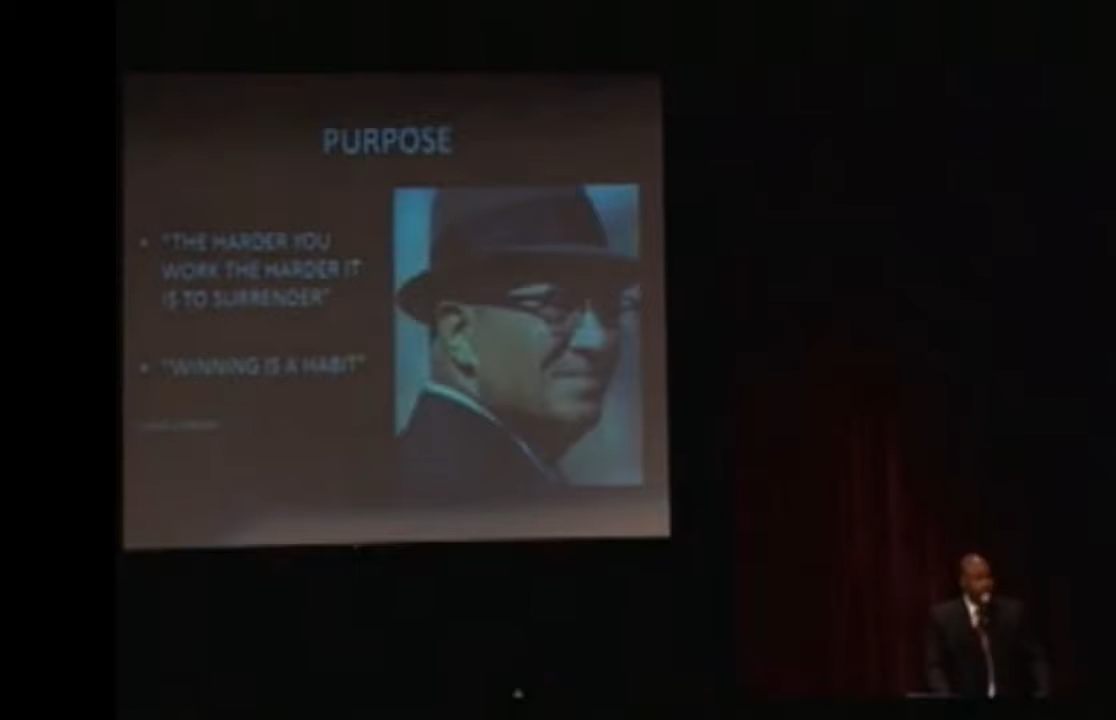 PURPOSE
• "THE HARDER YOU
WORK THE HARDER IT
IS TO SURRENDER"
• "WINNING IS A HABIT"